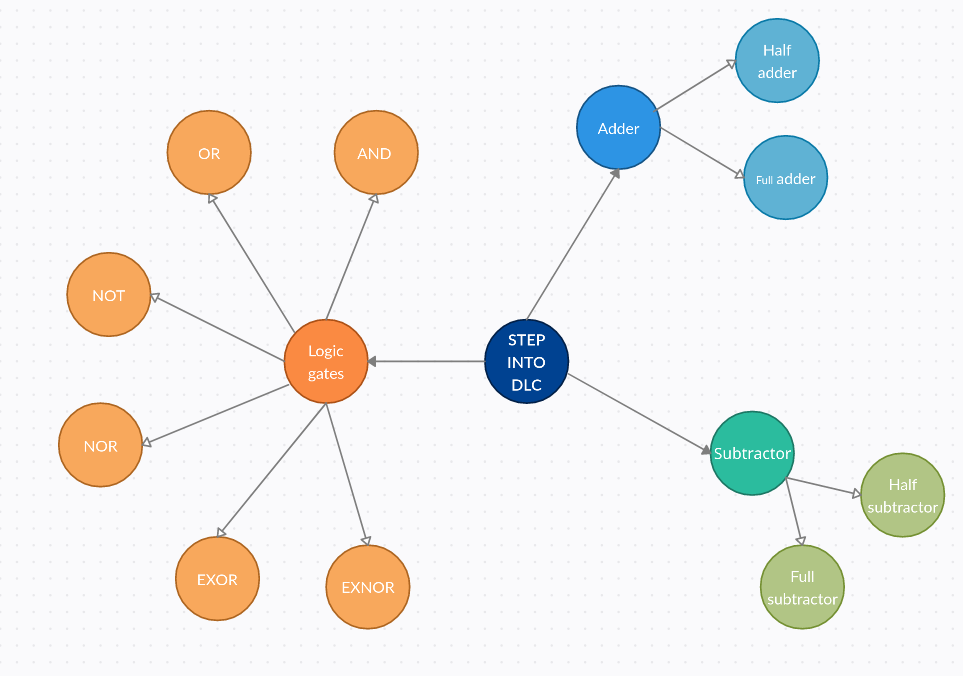 Half
adder
Adder
OR
AND
Full adder
NOT
STEP
INTO
DLC
Logic
gates
NOR
Subtractor
Half
subtractor
EXOR
EXNOR
Full
subtractor